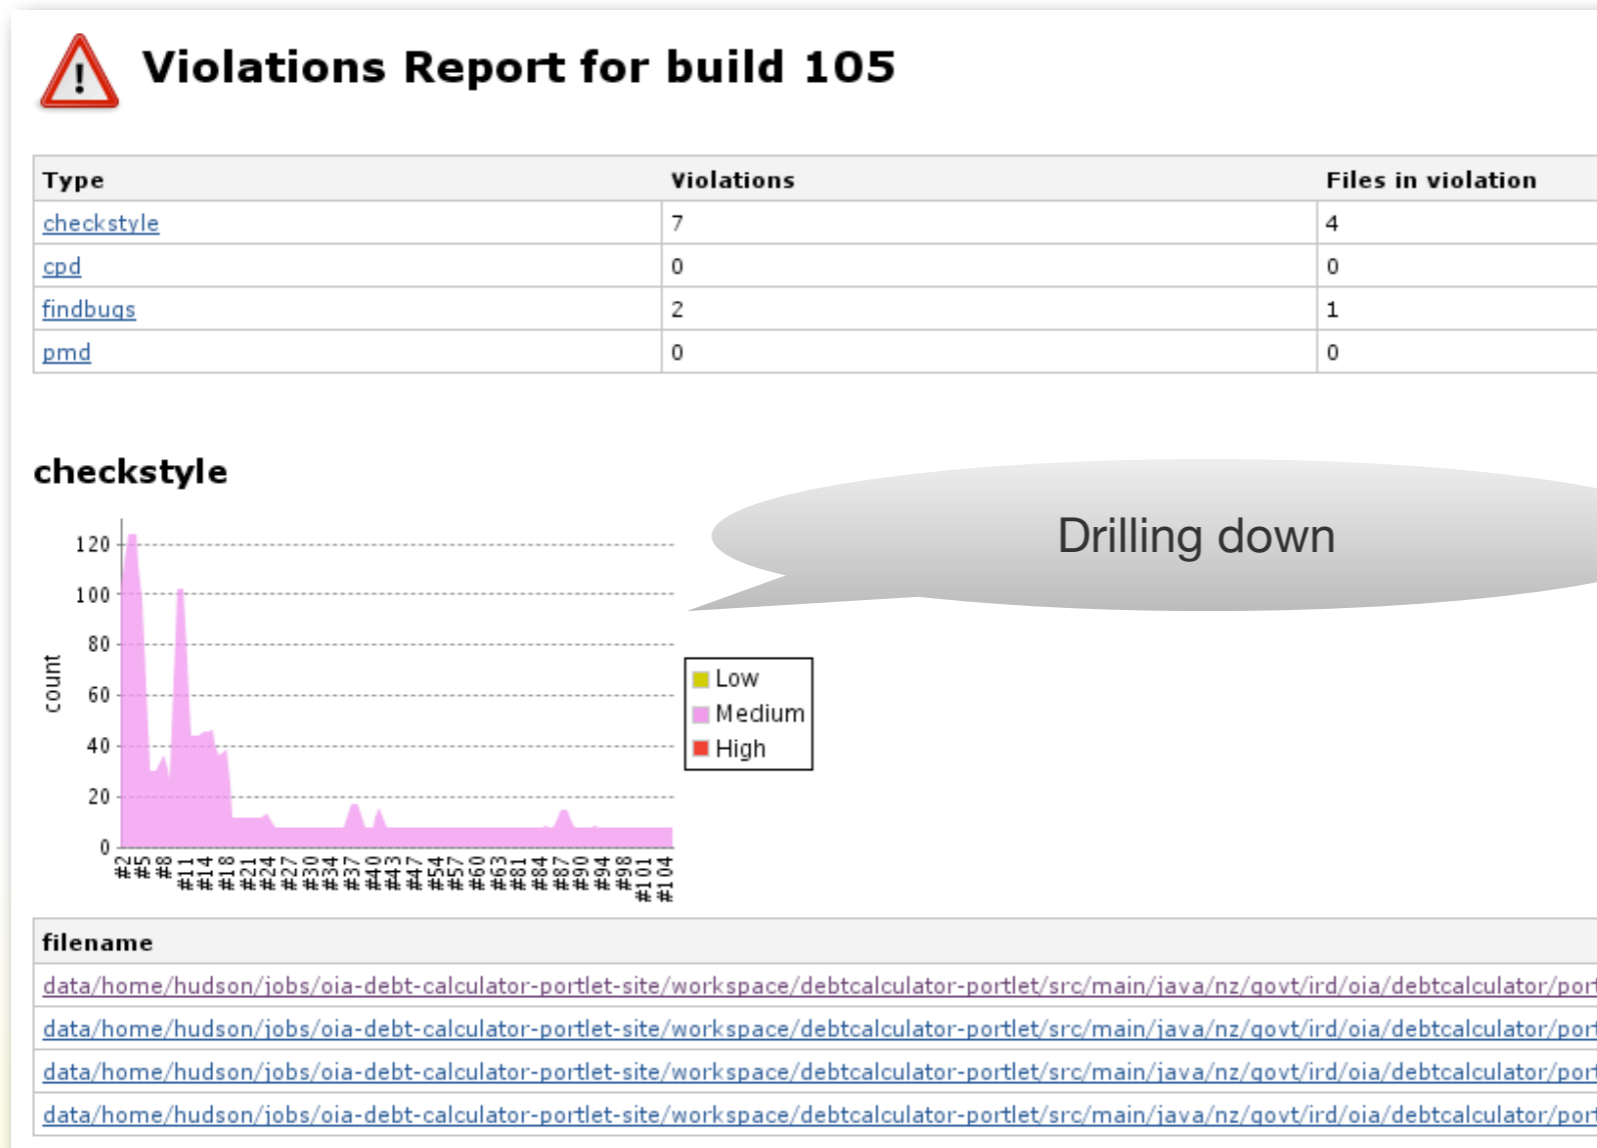 Violations Report for build 105
Type Violations Files in violation
checkstyle 7 4
cpd 0 0
findbugs 2 1
pmd 0 0
checkstyle
Drilling down
120
100
80
60
40
20
0
count
Low
Medium
High
#2 #5 #8 #11 #14 #18 #21 #24 #27 #30 #34 #37 #40 #43 #47 #54 #57 #60 #63 #81 #84 #87 #90 #94 #98 #101 #104
filename
data/home/hudson/jobs/oia-debt-calculator-portlet-site/workspace/debtcalculator-portlet/src/main/java/nz/govt/ird/oia/debtcalculator/port
data/home/hudson/jobs/oia-debt-calculator-portlet-site/workspace/debtcalculator-portlet/src/main/java/nz/govt/ird/oia/debtcalculator/port
data/home/hudson/jobs/oia-debt-calculator-portlet-site/workspace/debtcalculator-portlet/src/main/java/nz/govt/ird/oia/debtcalculator/port
data/home/hudson/jobs/oia-debt-calculator-portlet-site/workspace/debtcalculator-portlet/src/main/java/nz/govt/ird/oia/debtcalculator/port